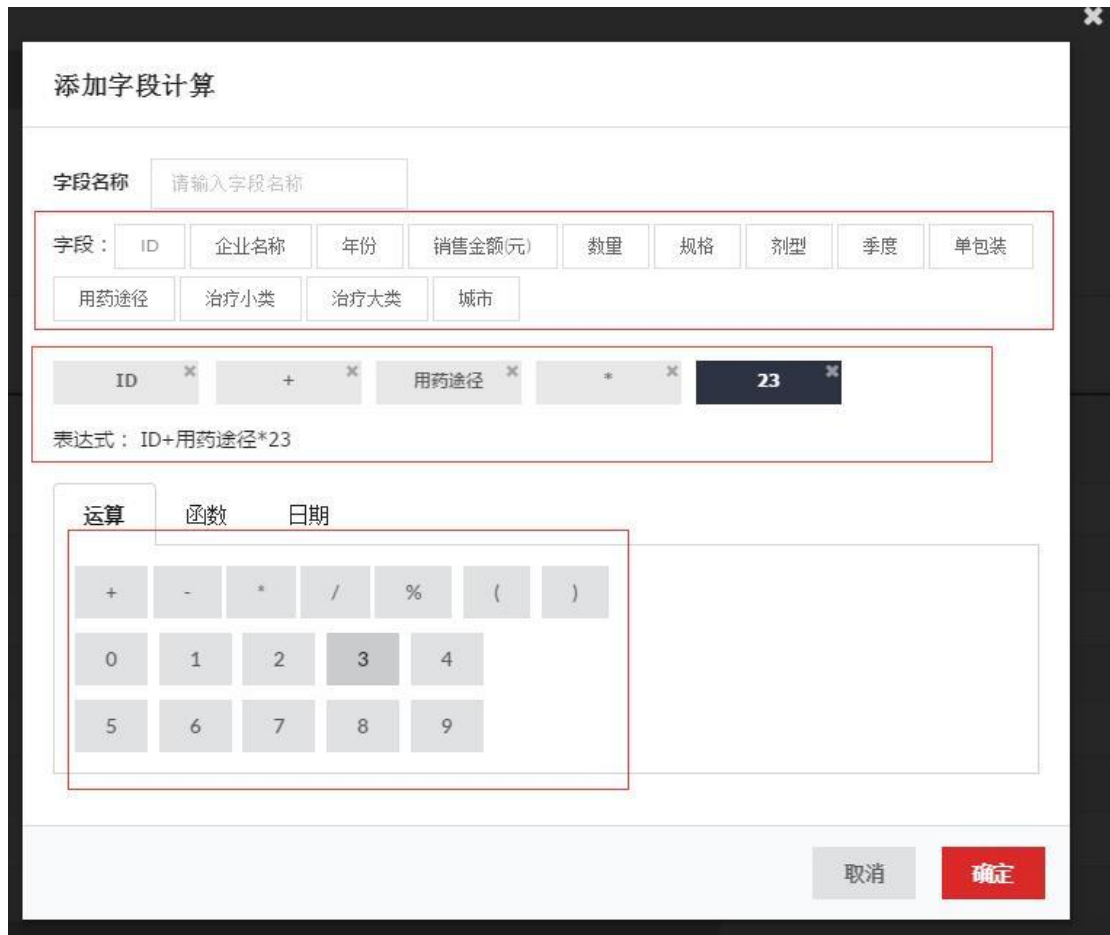 添加字段计算
字段名称 请输入字段名称
字段： ID 企业名称 年份 销售金额(元) 数量 规格 剂型 季度 单包装
用药途径 治疗小类 治疗大类 城市
ID + 用药途径 * 23
表达式： ID+用药途径*23
运算 函数 日期
+ - * / % ( )
0 1 2 3 4
5 6 7 8 9
取消 确定